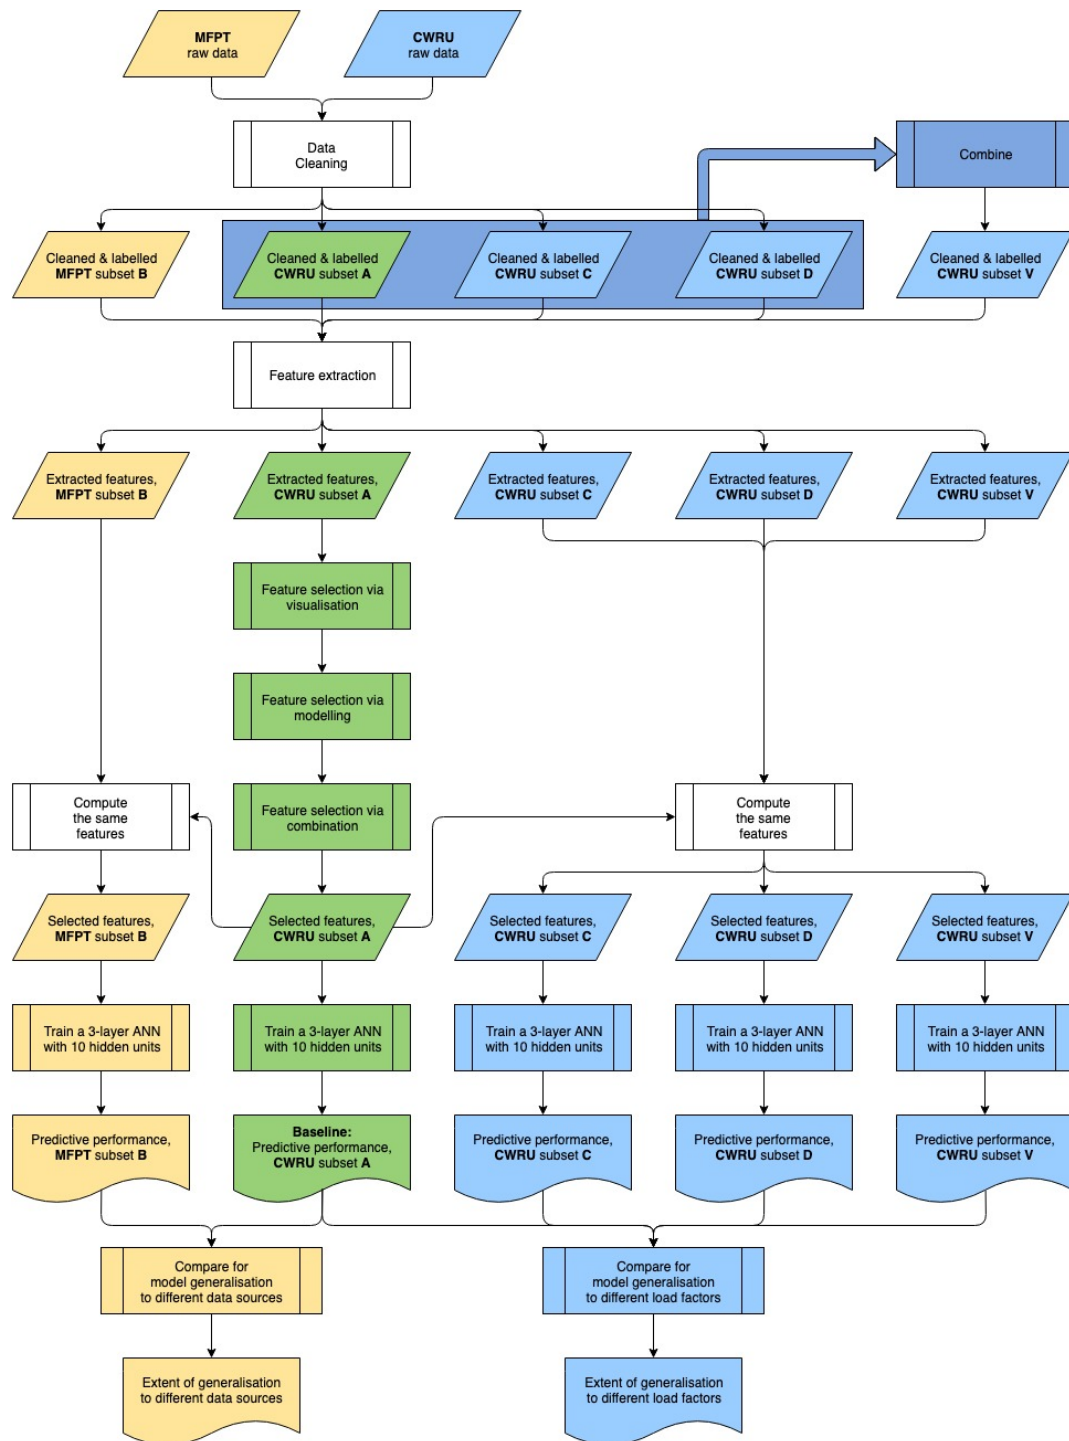 MFPT
raw data
CWRU
raw data
Data
Cleaning
Combine
Cleaned & labelled
MFPT subset B
Cleaned & labelled
CWRU subset A
Cleaned & labelled
CWRU subset C
Cleaned & labelled
CWRU subset D
Cleaned & labelled
CWRU subset V
Feature extraction
Extracted features,
MFPT subset B
Extracted features,
CWRU subset A
Extracted features,
CWRU subset C
Extracted features,
CWRU subset D
Extracted features,
CWRU subset V
Feature selection via
visualisation
Feature selection via
modelling
Compute
the same
features
Feature selection via
combination
Compute
the same
features
Selected features,
MFPT subset B
Selected features,
CWRU subset A
Selected features,
CWRU subset C
Selected features,
CWRU subset D
Selected features,
CWRU subset V
Train a 3-layer ANN
with 10 hidden units
Train a 3-layer ANN
with 10 hidden units
Train a 3-layer ANN
with 10 hidden units
Train a 3-layer ANN
with 10 hidden units
Train a 3-layer ANN
with 10 hidden units
Predictive performance,
MFPT subset B
Baseline:
Predictive performance,
CWRU subset A
Predictive performance,
CWRU subset C
Predictive performance,
CWRU subset D
Predictive performance,
CWRU subset V
Compare for
model generalisation
to different data sources
Compare for
model generalisation
to different load factors
Extent of generalisation
to different data sources
Extent of generalisation
to different load factors